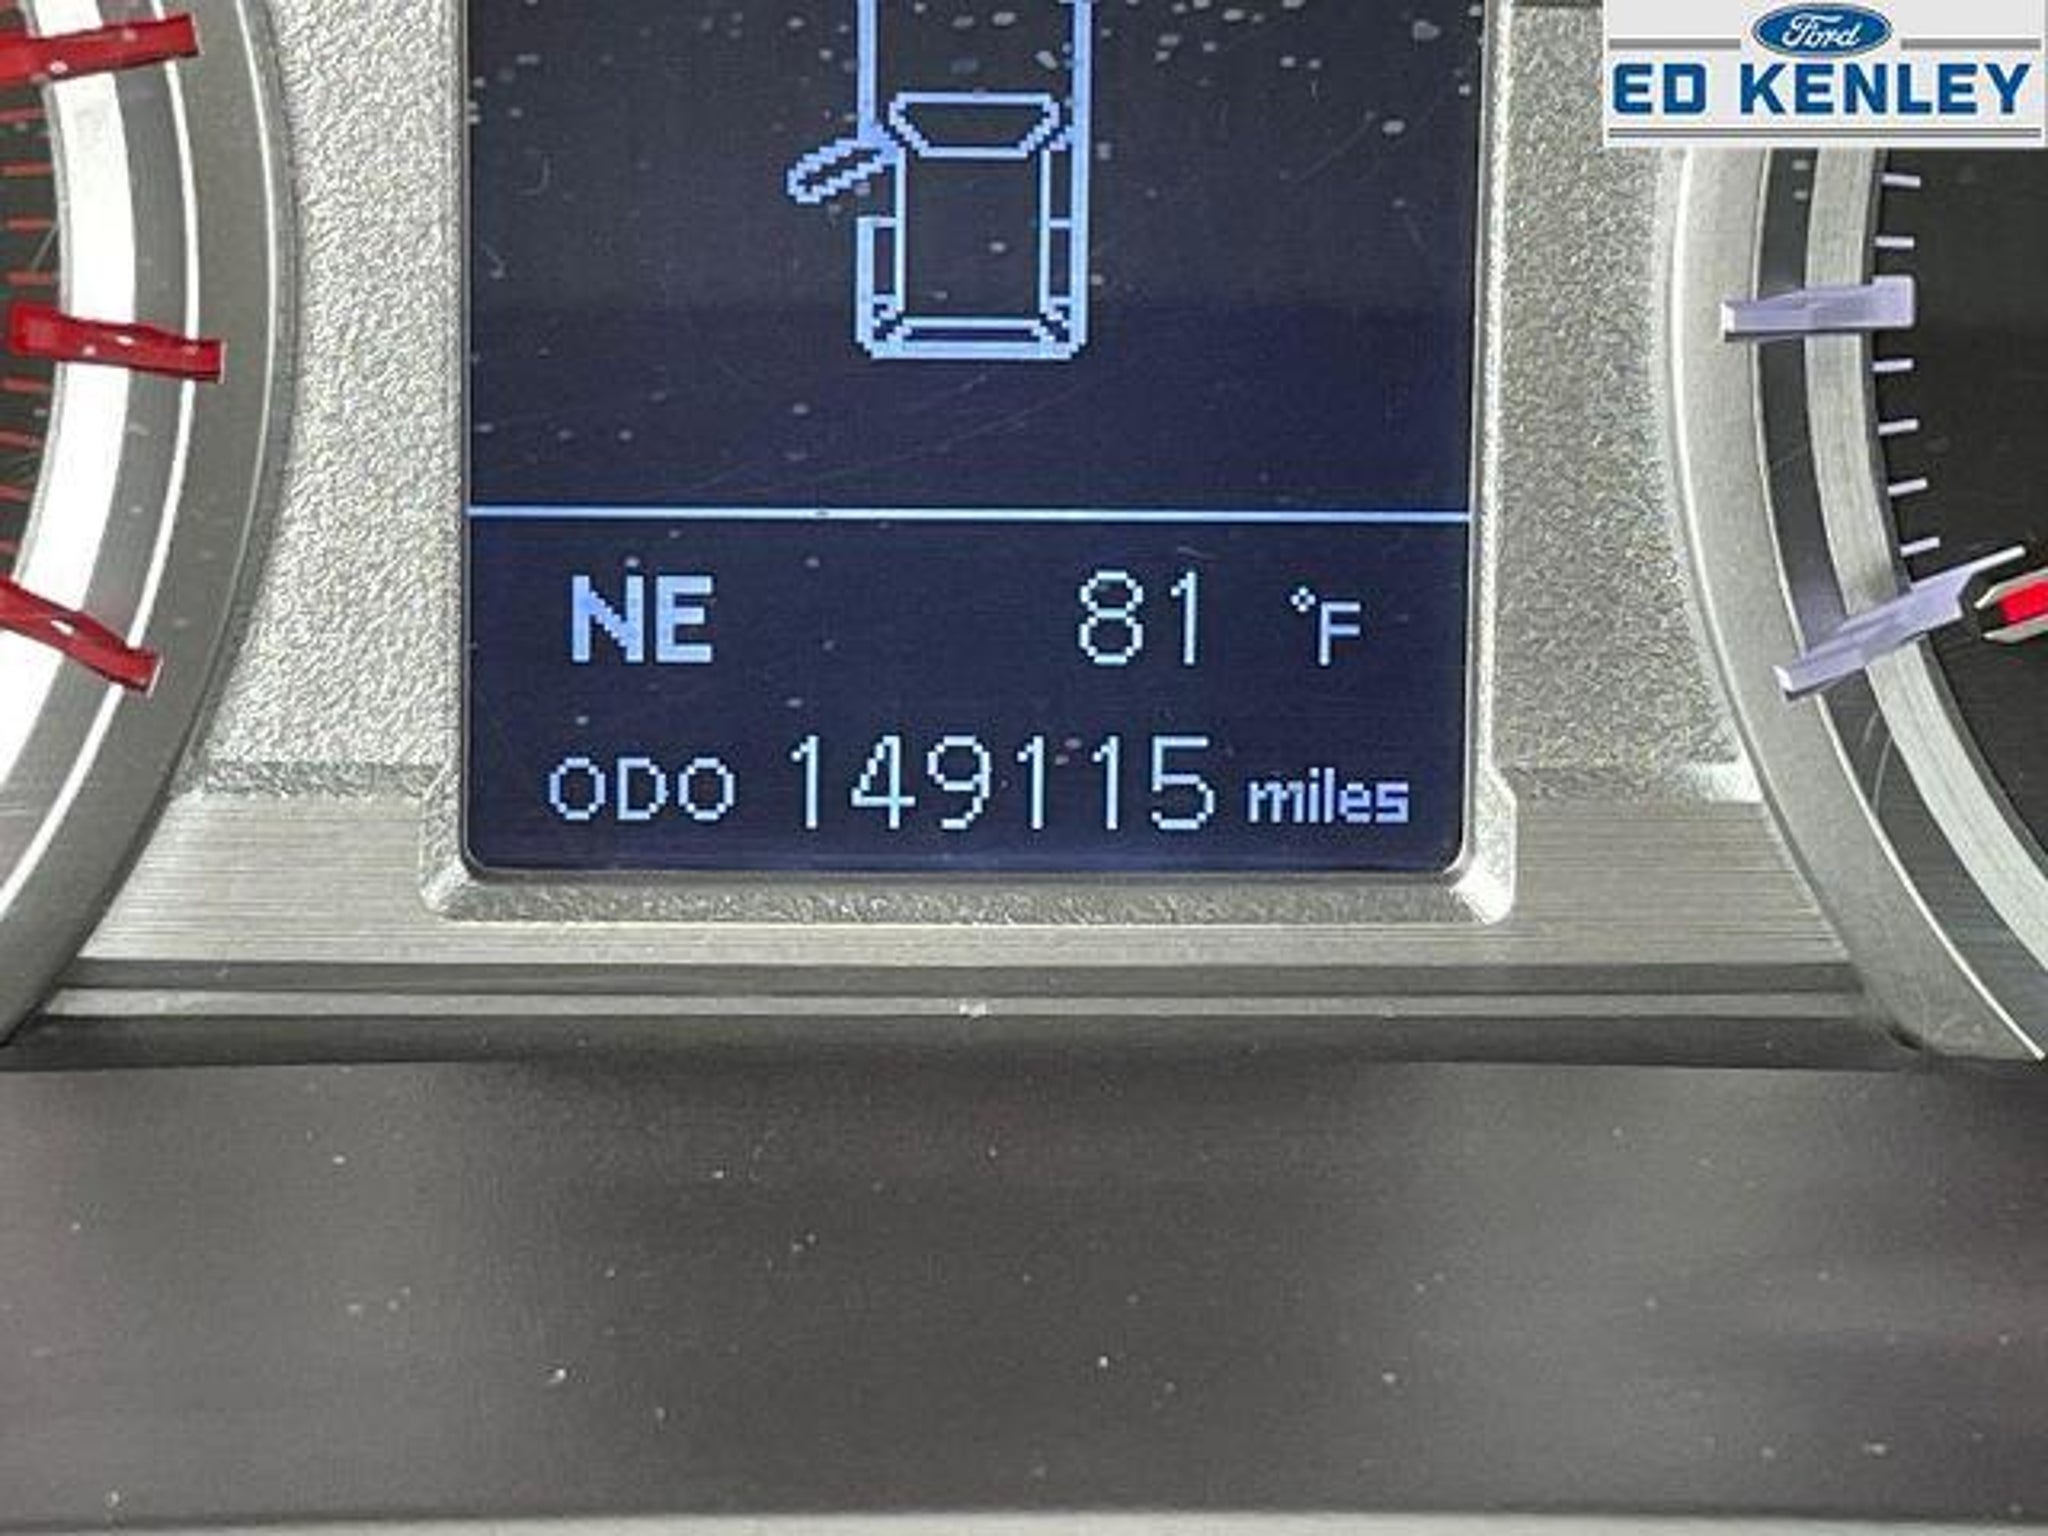 Ford
ED KENLEY
NE 81 °F
ODO 149115 miles